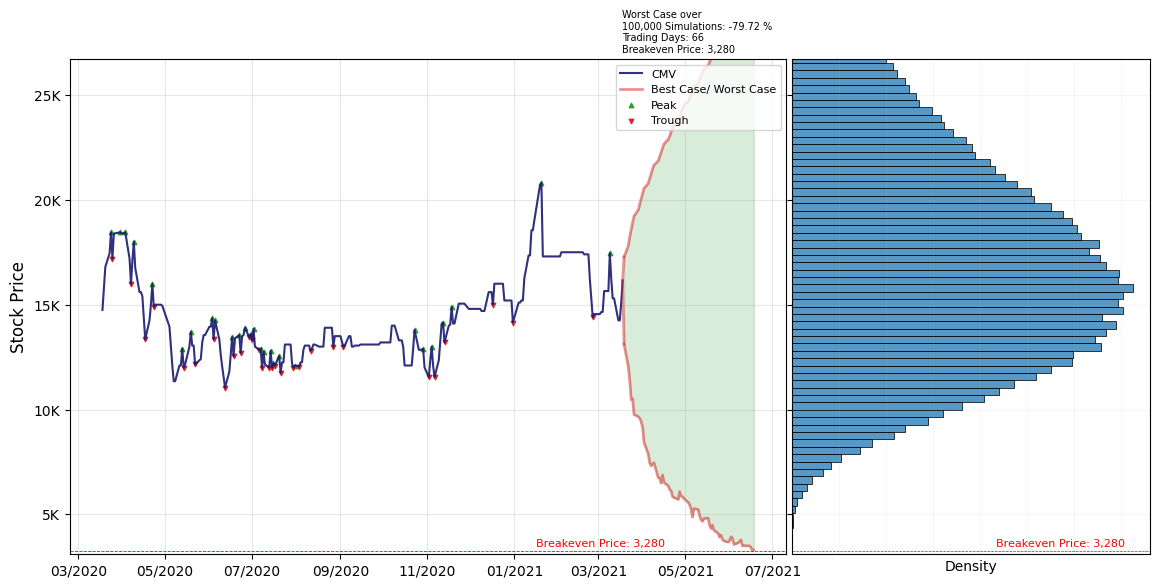 Worst Case over
100,000 Simulations: -79.72 %
Trading Days: 66
Breakeven Price: 3,280
CMV
Best Case/ Worst Case
Peak
Trough
25K
20K
15K
10K
5K
Stock Price
Breakeven Price: 3,280
Breakeven Price: 3,280
03/2020
05/2020
07/2020
09/2020
11/2020
01/2021
03/2021
05/2021
07/2021
Density